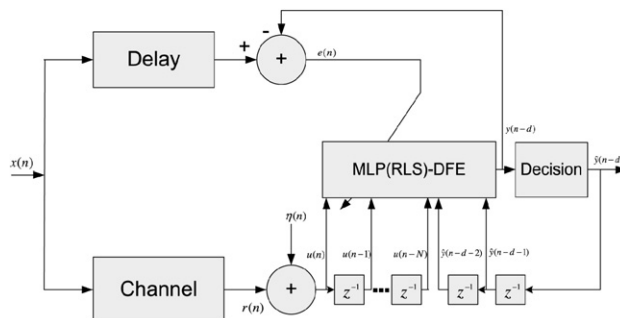 -
Delay
+
+
e(n)
y(n-d)
x(n)
MLP(RLS)-DFE
Decision
ŷ(n-d
η(n)
u(n)
u(n-1)
u(n-N)
ŷ(n-d-2)
ŷ(n-d-1)
Channel
r(n)
+
z⁻¹
z⁻¹
z⁻¹
z⁻¹